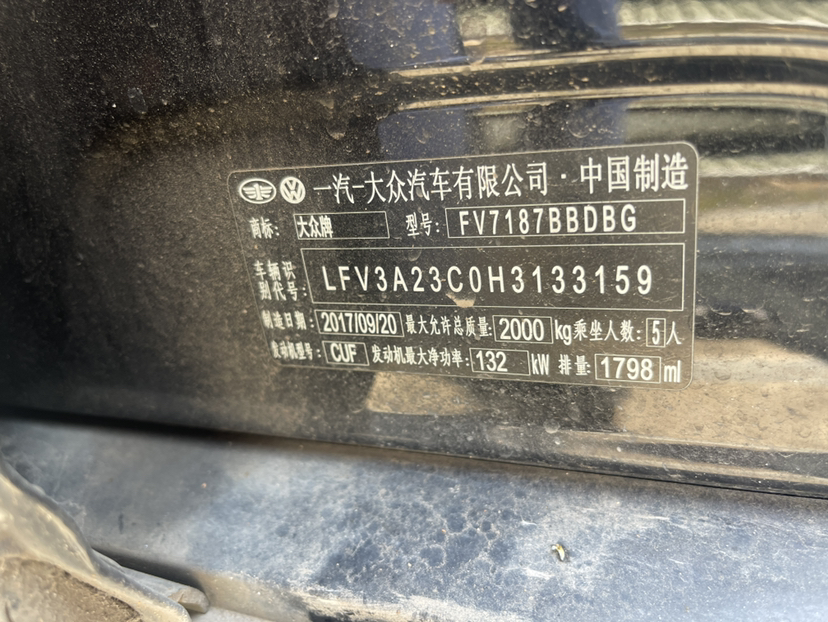 一汽-大众汽车有限公司·中国制造
商标: 大众牌 型号: FV7187BBDBG
车辆识别代号: LFV3A23C0H3133159
制造日期: 2017/09/20 最大允许总质量: 2000 kg 乘坐人数: 5 人
发动机型号: CUF 发动机最大净功率: 132 kW 排量: 1798 ml